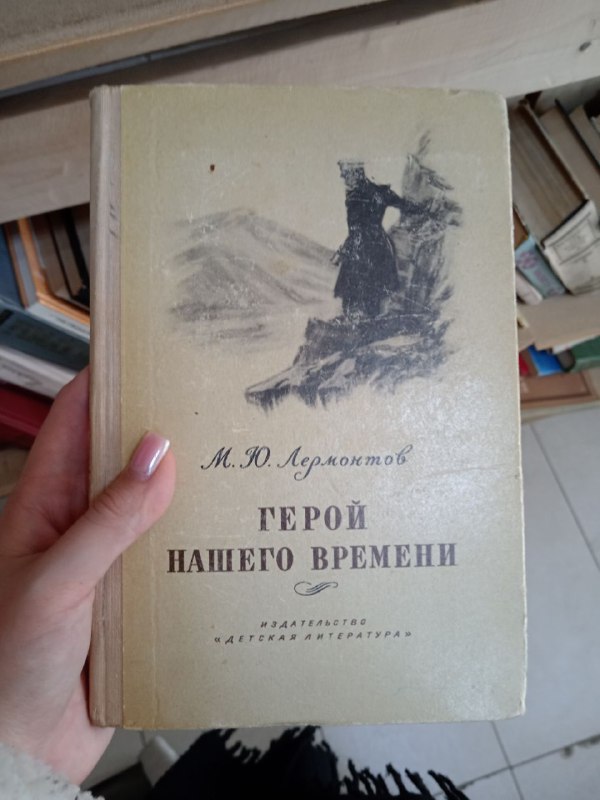 М. Ю. Лермонтов
ГЕРОЙ
НАШЕГО ВРЕМЕНИ
ИЗДАТЕЛЬСТВО
«ДЕТСКАЯ ЛИТЕРАТУРА»